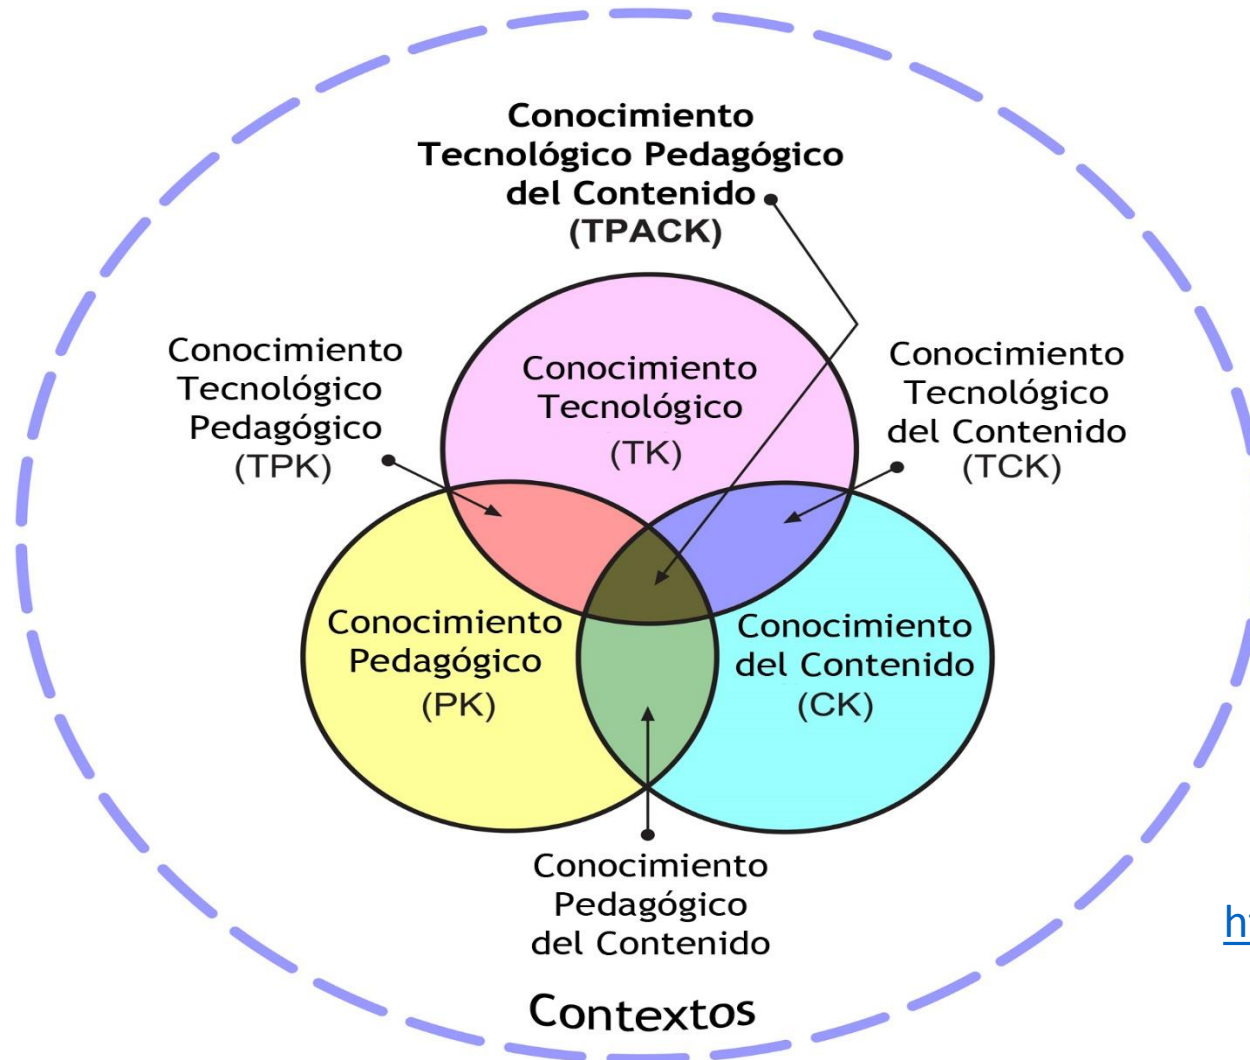 Conocimiento
Tecnológico Pedagógico
del Contenido
(TPACK)
Conocimiento
Tecnológico
Pedagógico
(TPK)
Conocimiento
Tecnológico
(TK)
Conocimiento
Tecnológico
del Contenido
(TCK)
Conocimiento
Pedagógico
(PK)
Conocimiento
del Contenido
(CK)
Conocimiento
Pedagógico
del Contenido
Contextos